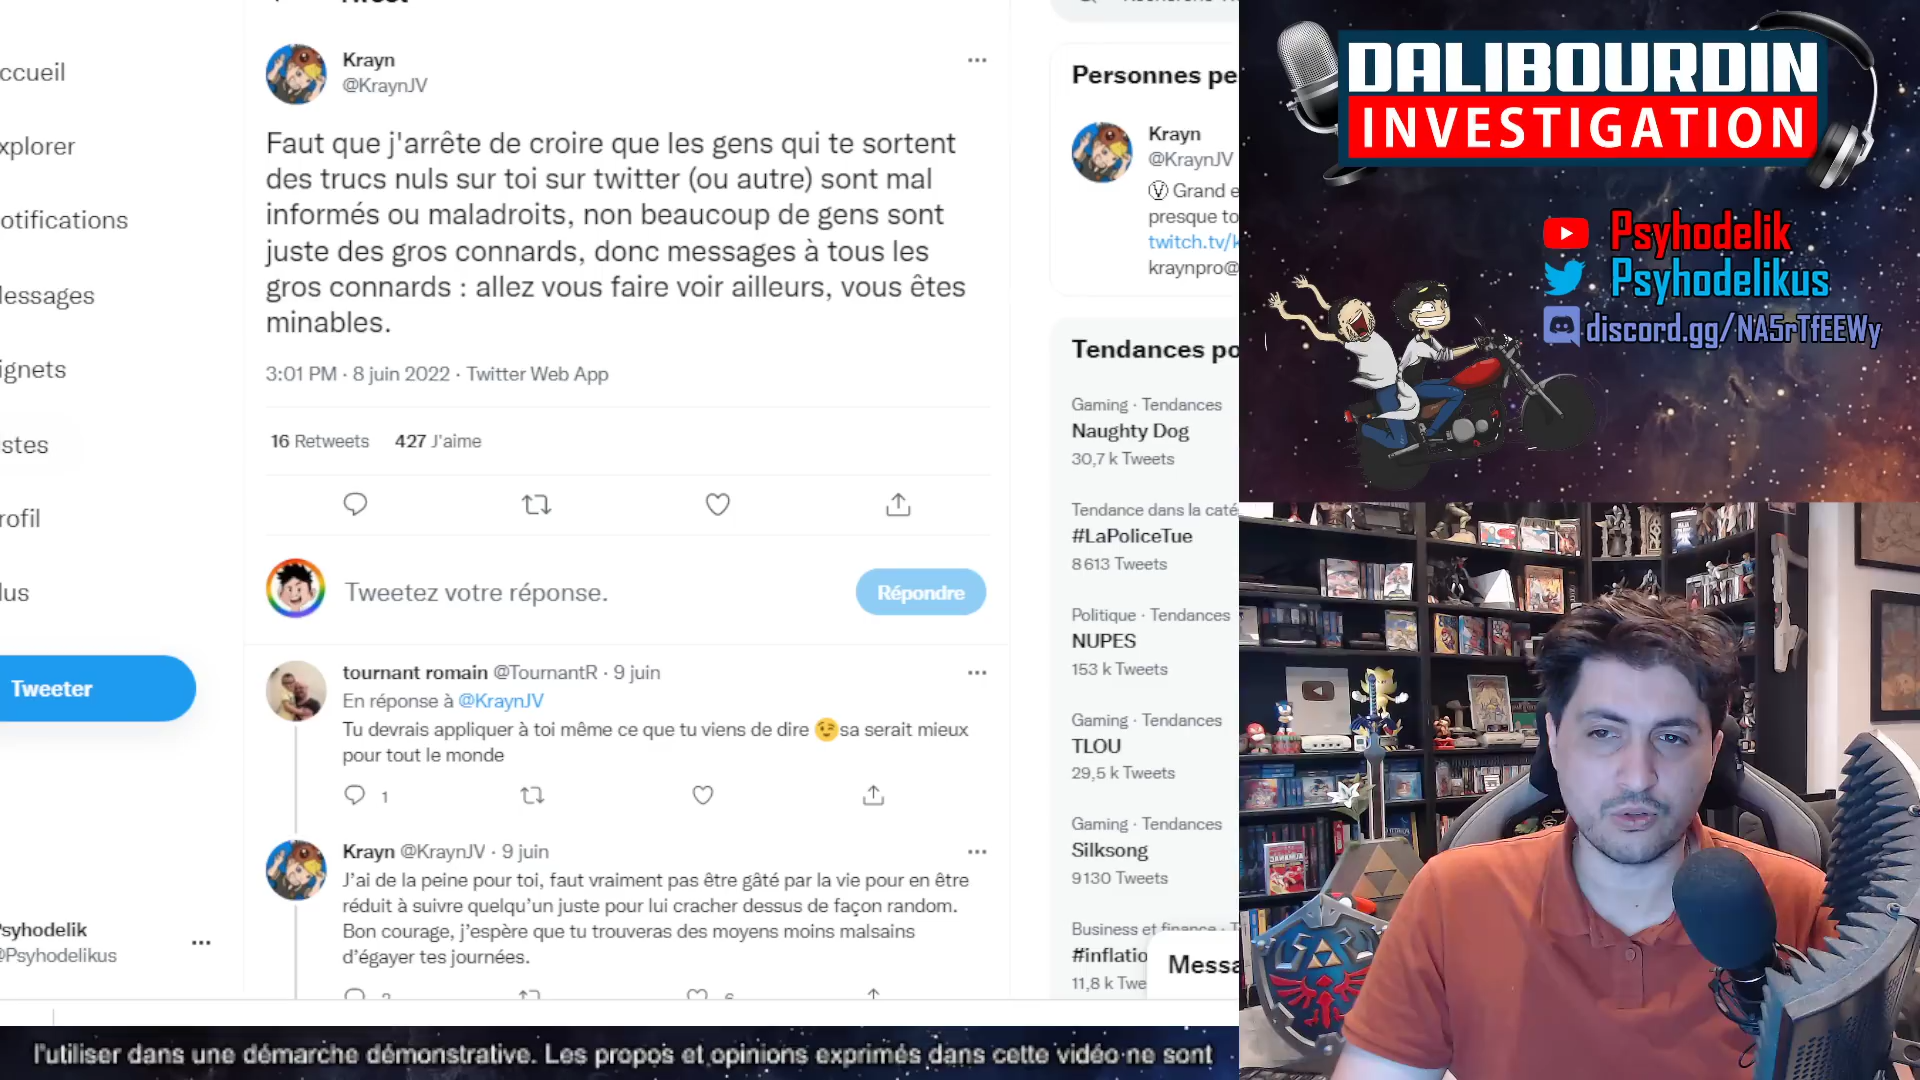 Tweet
ccueil
xplorer
otifications
lessages
ignets
stes
rofil
lus
Tweeter
Psyhodelik
@Psyhodelikus
Krayn
@KraynJV
Faut que j'arrête de croire que les gens qui te sortent
des trucs nuls sur toi sur twitter (ou autre) sont mal
informés ou maladroits, non beaucoup de gens sont
juste des gros connards, donc messages à tous les
gros connards : allez vous faire voir ailleurs, vous êtes
minables.
3:01 PM · 8 juin 2022 · Twitter Web App
16 Retweets 427 J'aime
Tweetez votre réponse.
Répondre
tournant romain @TournantR · 9 juin
En réponse à @KraynJV
Tu devrais appliquer à toi même ce que tu viens de dire 😉sa serait mieux
pour tout le monde
1
Krayn @KraynJV · 9 juin
J'ai de la peine pour toi, faut vraiment pas être gâté par la vie pour en être
réduit à suivre quelqu'un juste pour lui cracher dessus de façon random.
Bon courage, j'espère que tu trouveras des moyens moins malsains
d'égayer tes journées.
Personnes pe
Krayn
@KraynJV
Ⓥ Grand e
presque to
twitch.tv/k
kraynpro@
Tendances po
Gaming · Tendances
Naughty Dog
30,7 k Tweets
Tendance dans la caté
#LaPoliceTue
8 613 Tweets
Politique · Tendances
NUPES
153 k Tweets
Gaming · Tendances
TLOU
29,5 k Tweets
Gaming · Tendances
Silksong
9 130 Tweets
Business et finance · T
#inflatio
11,8 k Twe
Messa
DALIBOURDIN
INVESTIGATION
Psyhodelik
Psyhodelikus
discord.gg/NA5rTfEEWy
l'utiliser dans une démarche démonstrative. Les propos et opinions exprimés dans cette vidéo ne sont